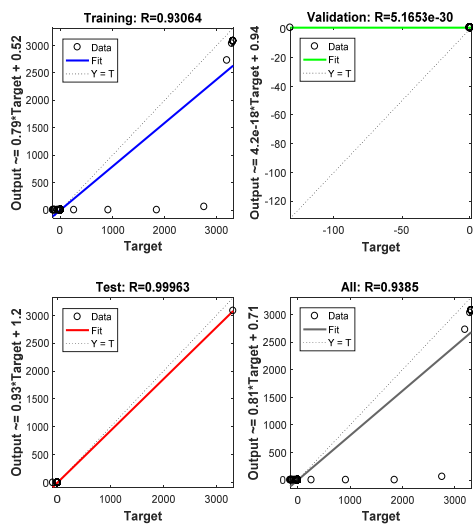 Training: R=0.93064
Output ~= 0.79*Target + 0.52
3000
2500
2000
1500
1000
500
0
Data
Fit
Y = T
0 1000 2000 3000
Target
Validation: R=5.1653e-30
Output ~= 4.2e-18*Target + 0.94
0
-20
-40
-60
-80
-100
-120
Data
Fit
Y = T
-100 -50 0
Target
Test: R=0.99963
Output ~= 0.93*Target + 1.2
3000
2500
2000
1500
1000
500
0
Data
Fit
Y = T
0 1000 2000 3000
Target
All: R=0.9385
Output ~= 0.81*Target + 0.71
3000
2500
2000
1500
1000
500
0
Data
Fit
Y = T
0 1000 2000 3000
Target